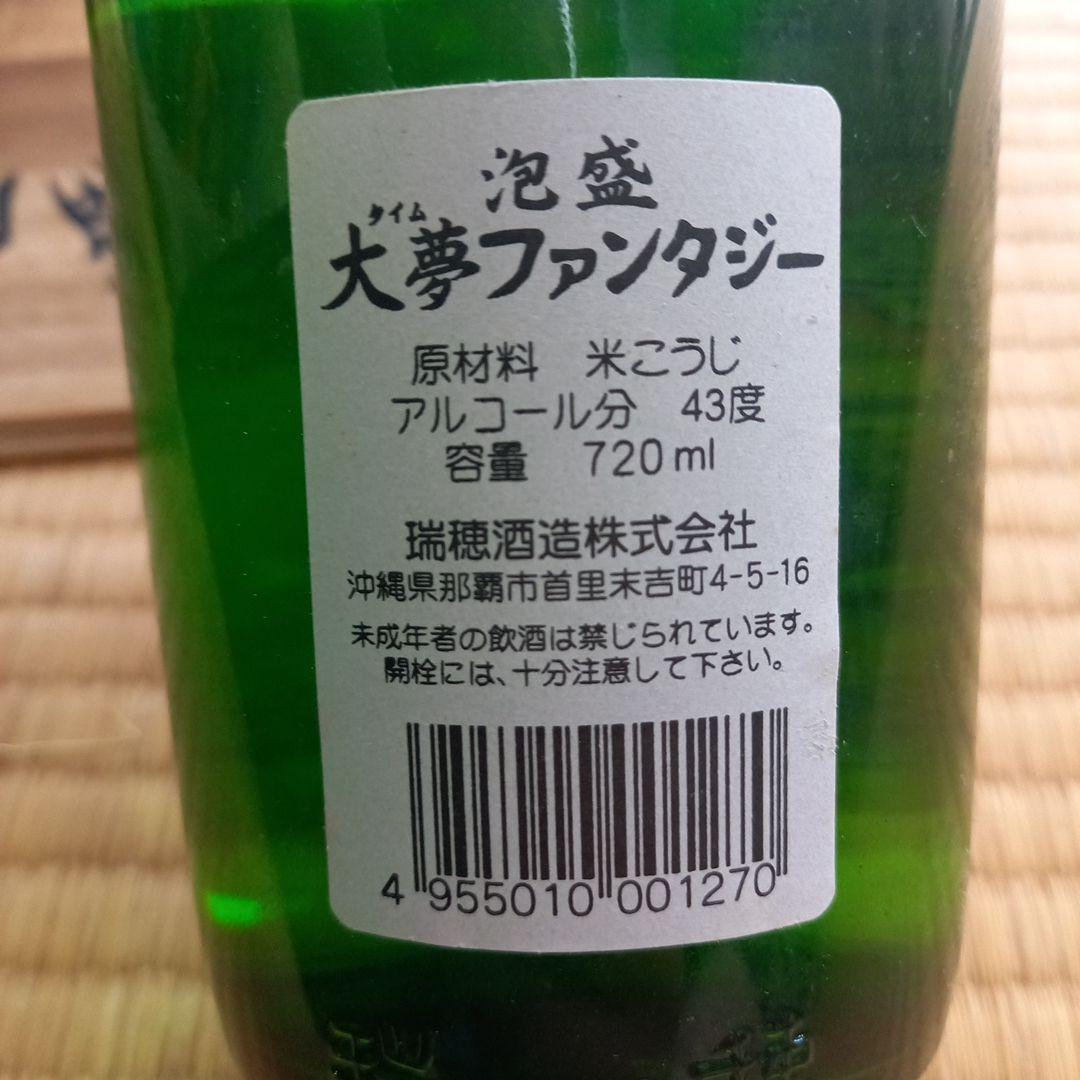 泡盛
タイム
大夢ファンタジー
原材料　米こうじ
アルコール分　43度
容量　720ml
瑞穂酒造株式会社
沖縄県那覇市首里末吉町4-5-16
未成年者の飲酒は禁じられています。
開栓には、十分注意して下さい。
4 955010 001270